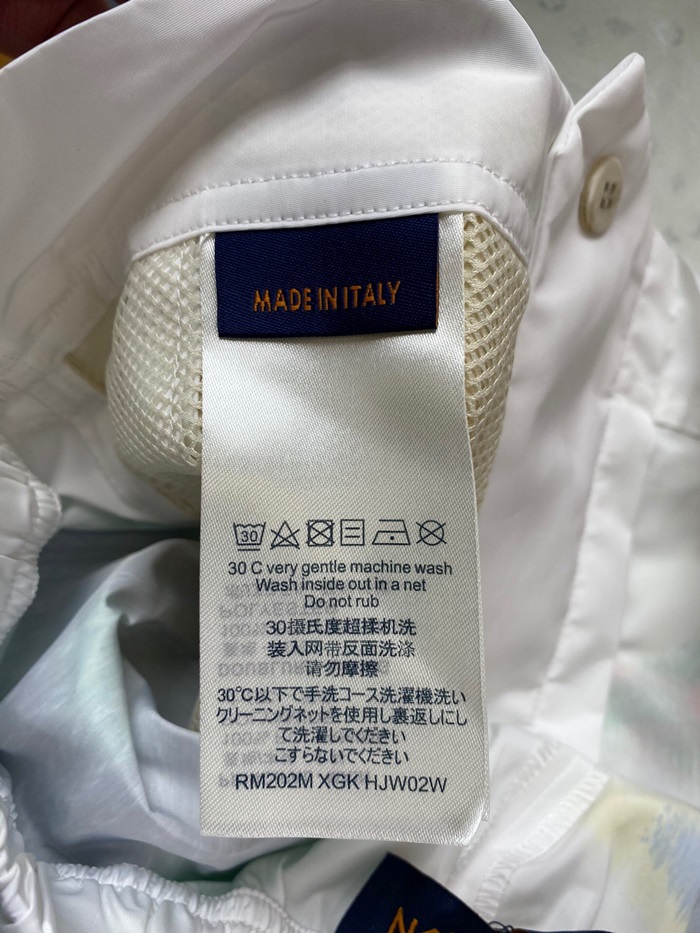 MADE IN ITALY
30
30 C very gentle machine wash
Wash inside out in a net
Do not rub
30摄氏度超揉机洗
装入网带反面洗涤
请勿摩擦
30℃以下で手洗コース洗濯機洗い
クリーニングネットを使用し裏返しにし
て洗濯してください
こすらないでください
RM202M XGK HJW02W